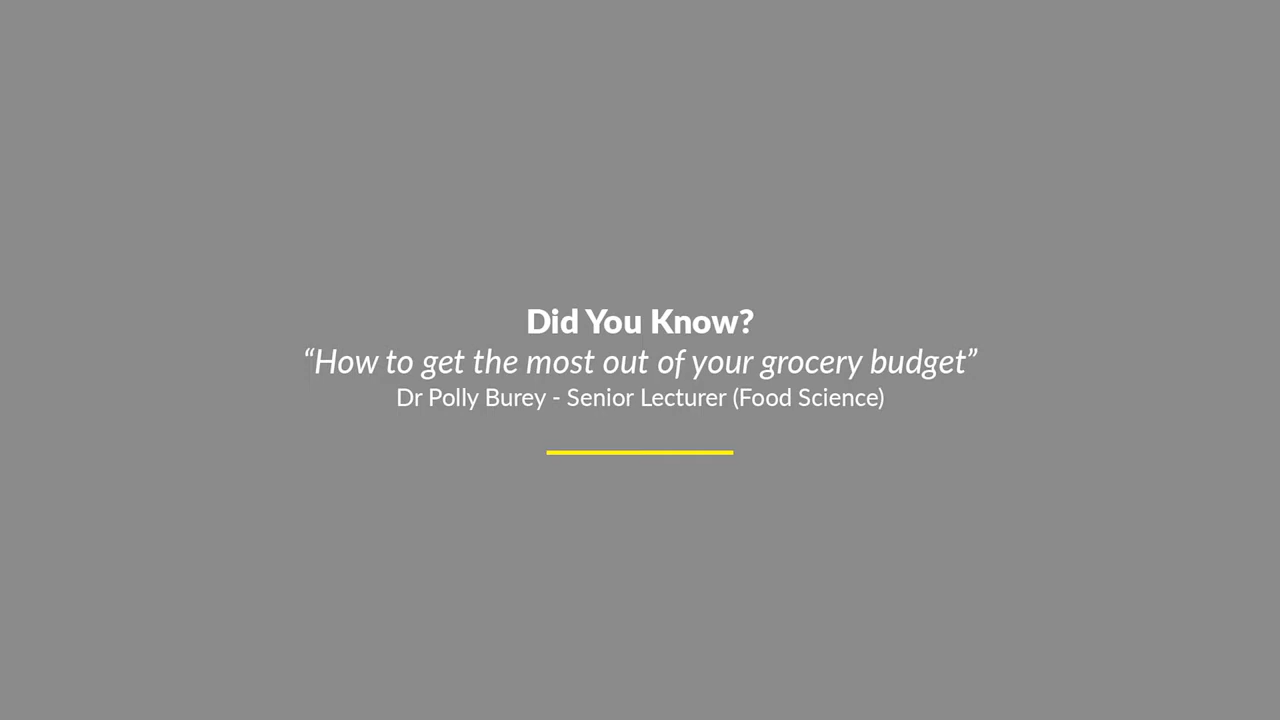 Did You Know?
“How to get the most out of your grocery budget”
Dr Polly Burey - Senior Lecturer (Food Science)